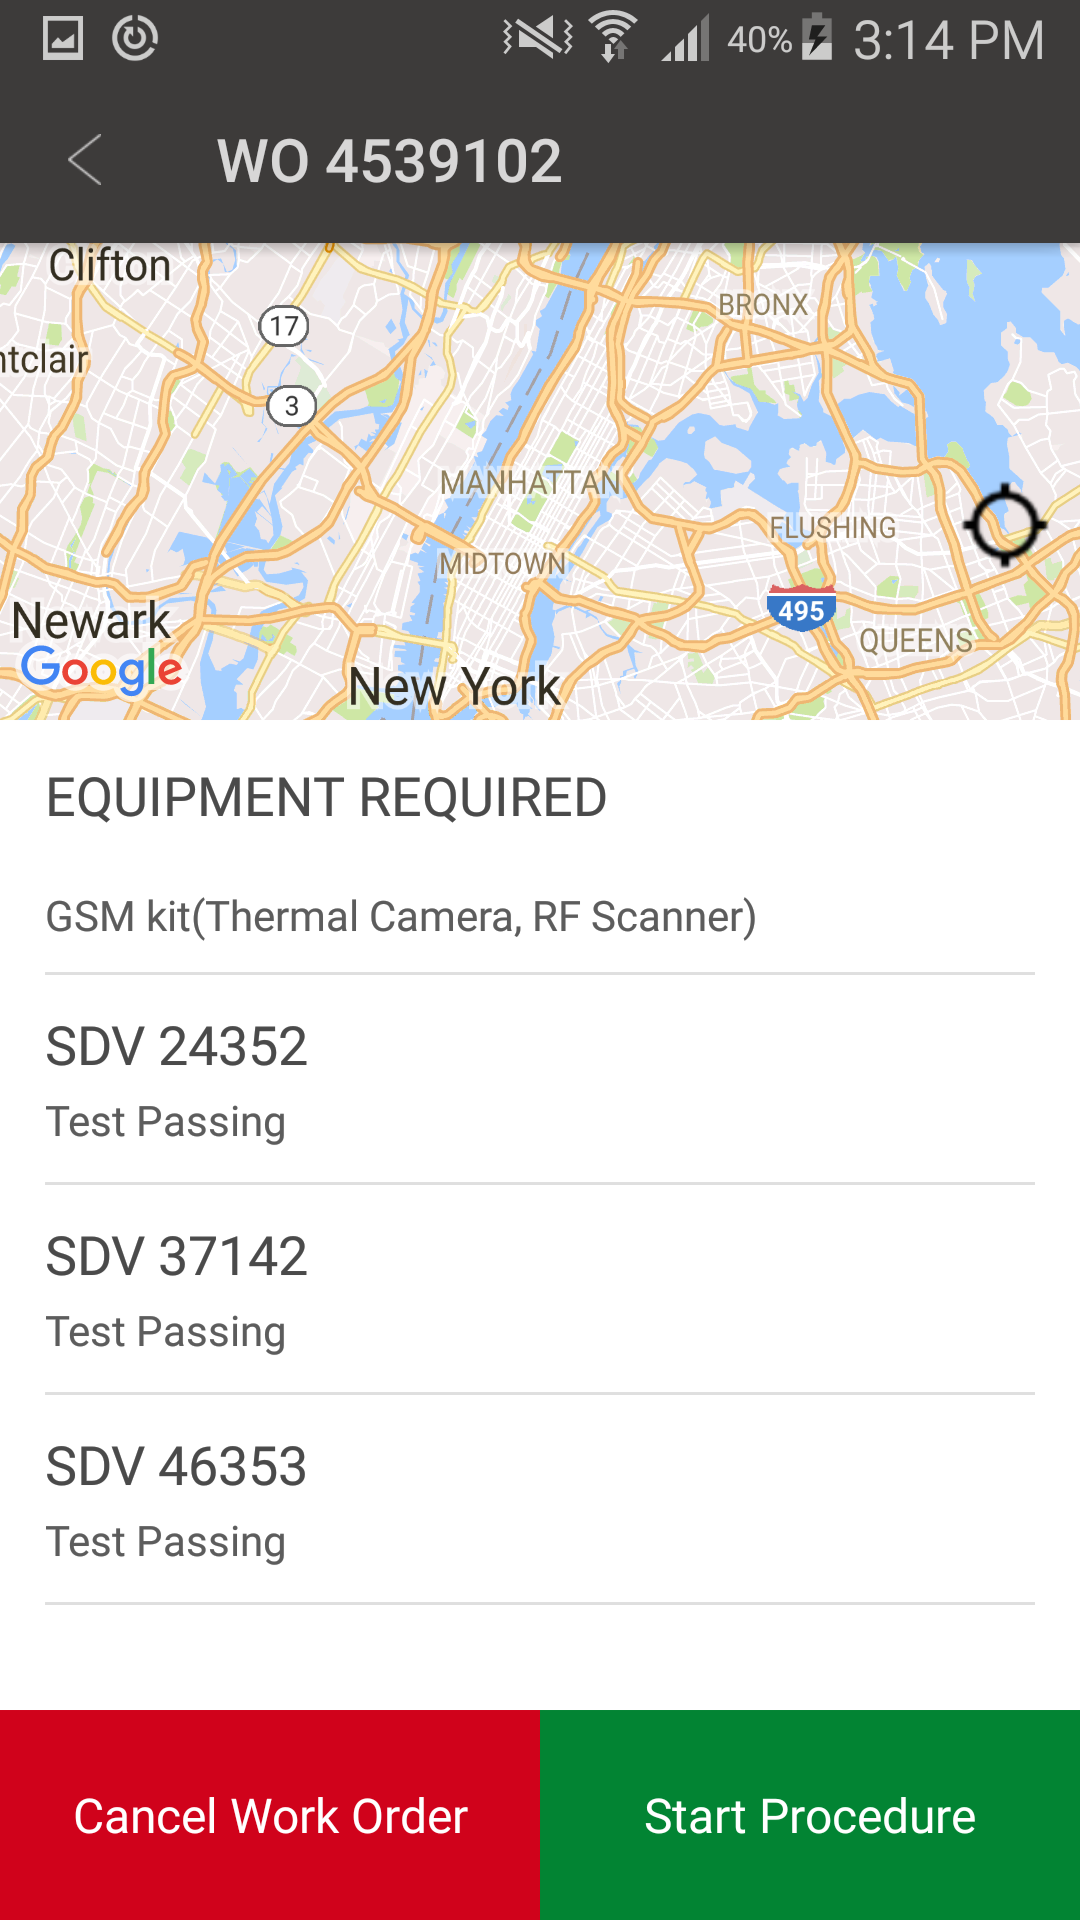 40% 3:14 PM
WO 4539102
Clifton
17
BRONX
ntclair
3
MANHATTAN
FLUSHING
MIDTOWN
495
Newark
QUEENS
Google
New York
EQUIPMENT REQUIRED
GSM kit(Thermal Camera, RF Scanner)
SDV 24352
Test Passing
SDV 37142
Test Passing
SDV 46353
Test Passing
Cancel Work Order
Start Procedure